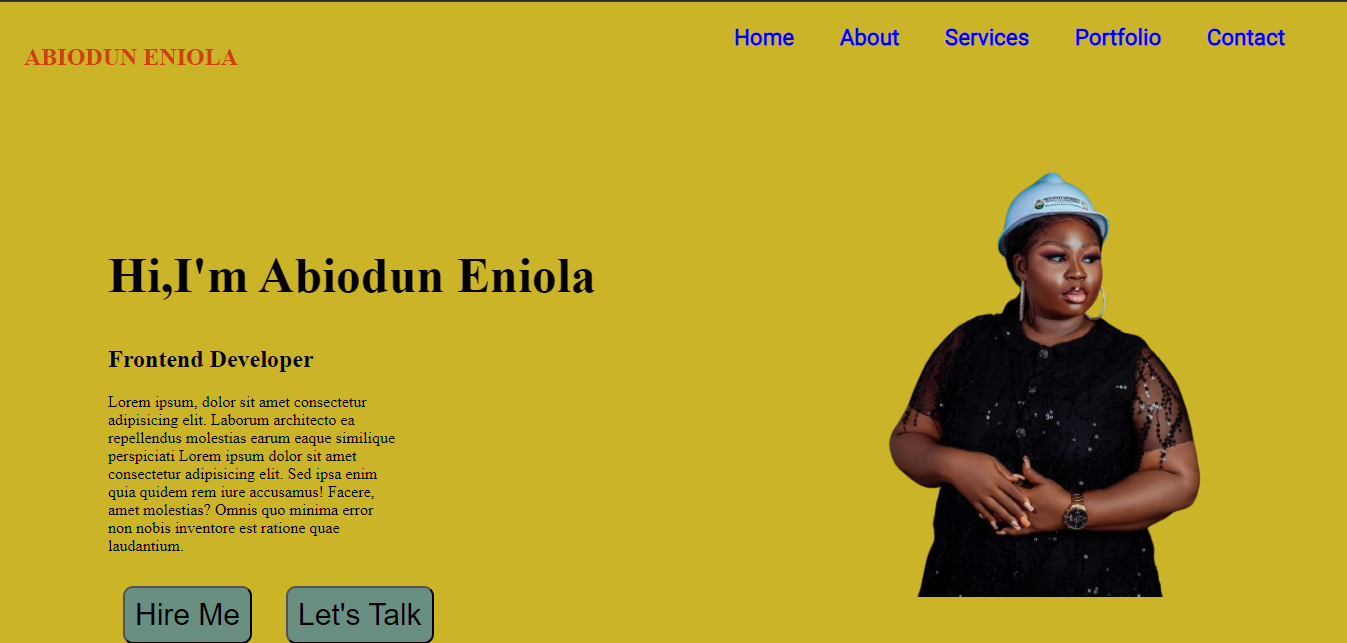 Home About Services Portfolio Contact
ABIODUN ENIOLA
Hi,I'm Abiodun Eniola
Frontend Developer
Lorem ipsum, dolor sit amet consectetur
adipisicing elit. Laborum architecto ea
repellendus molestias earum eaque similique
perspiciati Lorem ipsum dolor sit amet
consectetur adipisicing elit. Sed ipsa enim
quia quidem rem iure accusamus! Facere,
amet molestias? Omnis quo minima error
non nobis inventore est ratione quae
laudantium.
Hire Me Let's Talk